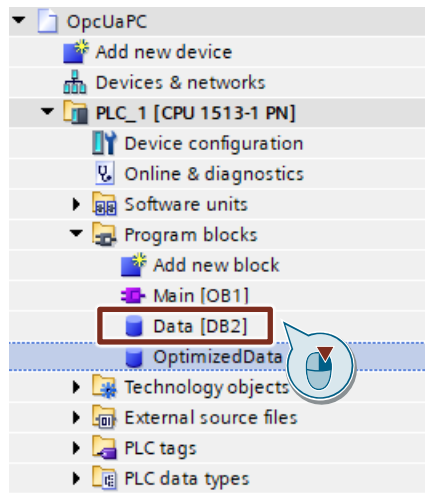 OpcUaPC
Add new device
Devices & networks
PLC_1 [CPU 1513-1 PN]
Device configuration
Online & diagnostics
Software units
Program blocks
Add new block
Main [OB1]
Data [DB2]
OptimizedData
Technology objects
External source files
PLC tags
PLC data types